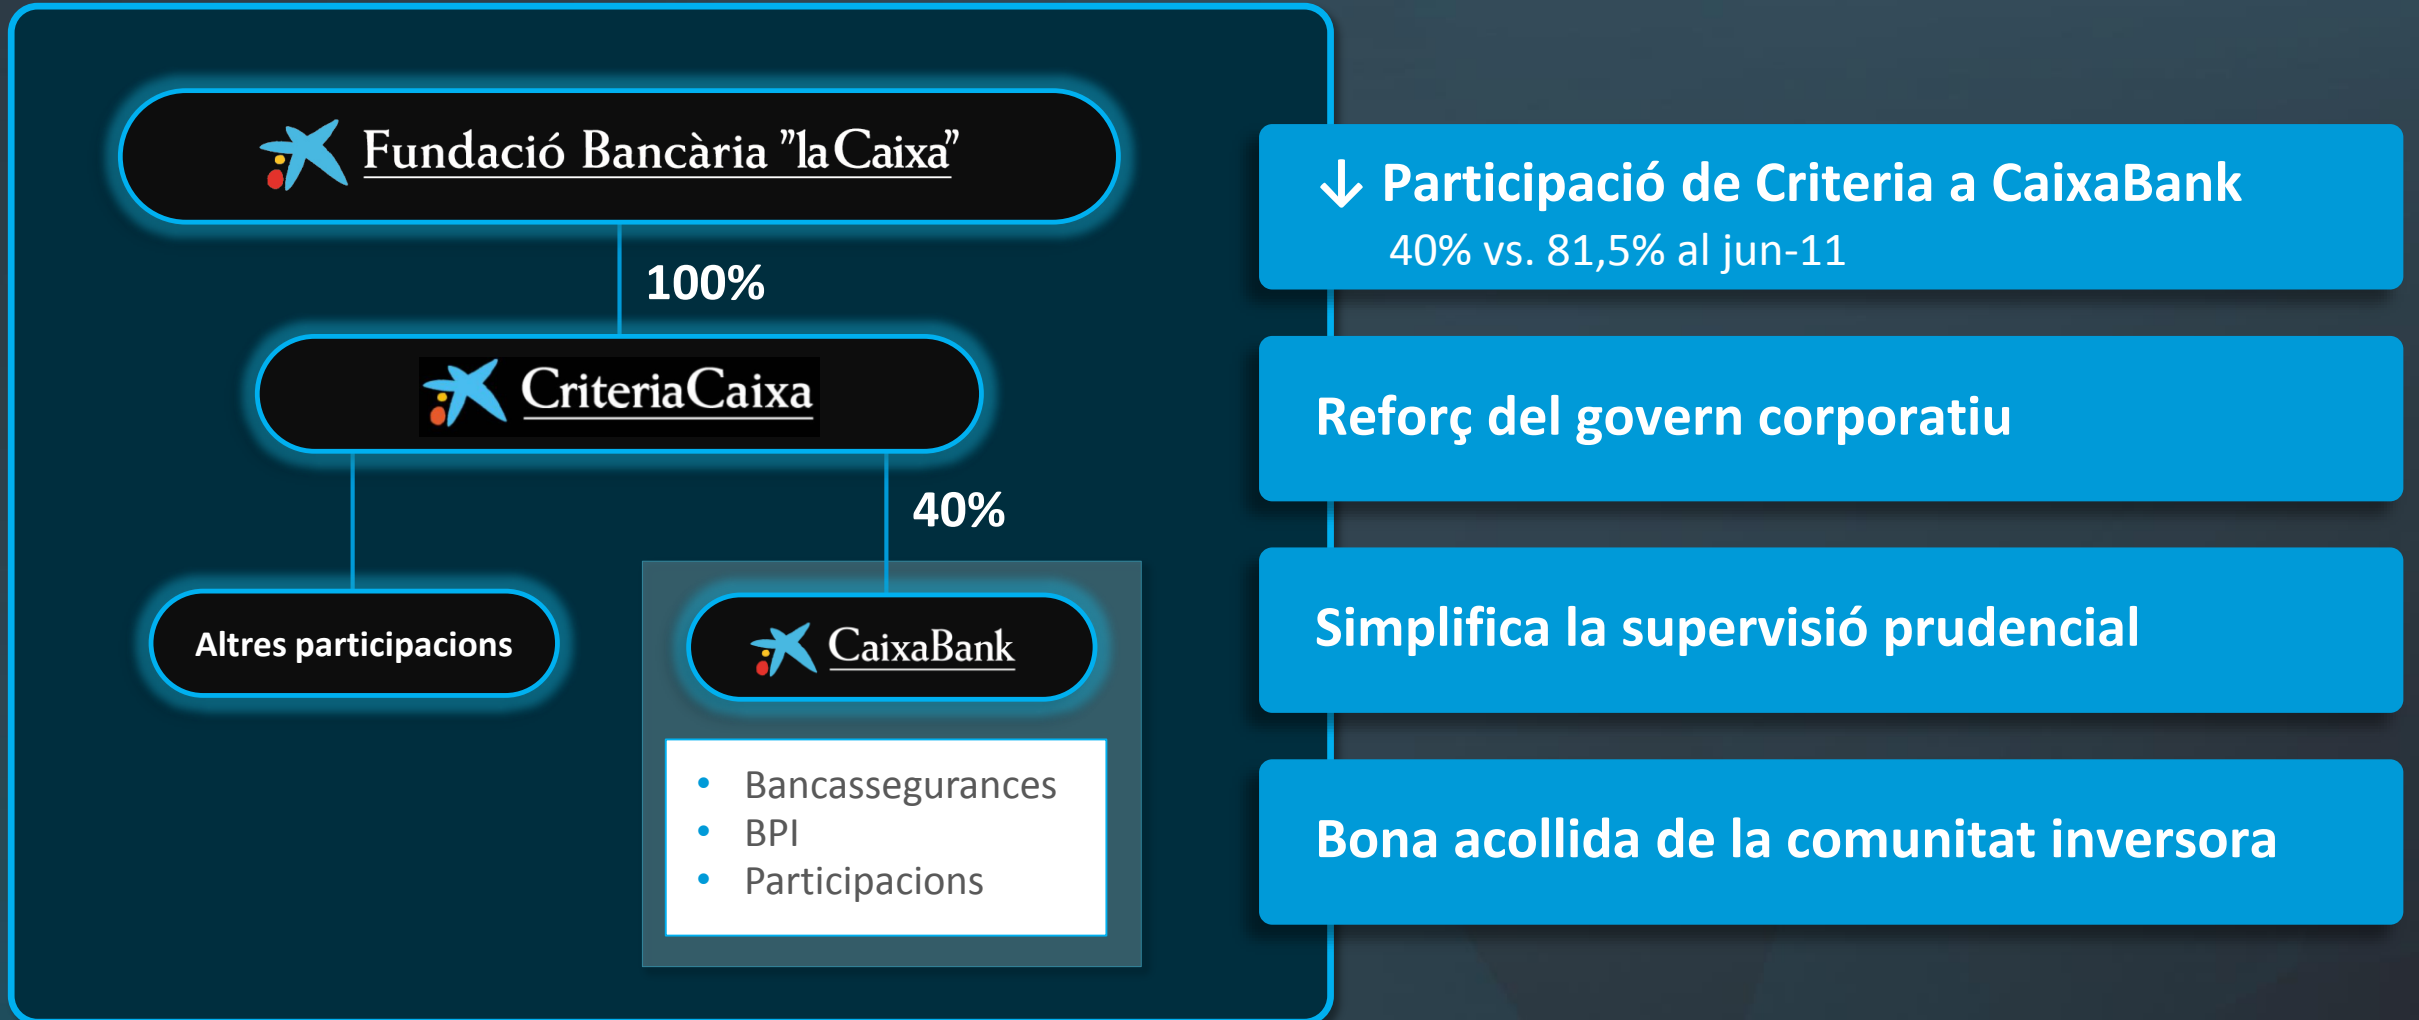 Fundació Bancària "la Caixa"
100%
CriteriaCaixa
40%
Altres participacions
CaixaBank
• Bancassegurances
• BPI
• Participacions
↓ Participació de Criteria a CaixaBank
40% vs. 81,5% al jun-11
Reforç del govern corporatiu
Simplifica la supervisió prudencial
Bona acollida de la comunitat inversora